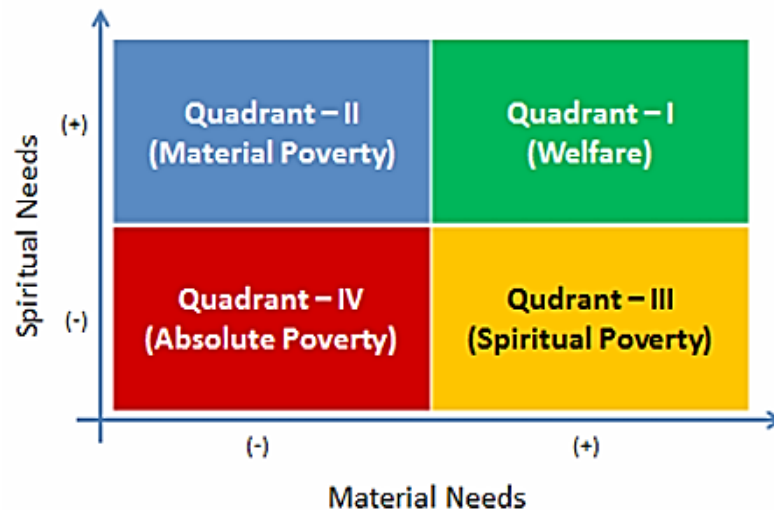 Spiritual Needs
(+)
(-)
Quadrant – II
(Material Poverty)
Quadrant – I
(Welfare)
Quadrant – IV
(Absolute Poverty)
Qudrant – III
(Spiritual Poverty)
(-)
(+)
Material Needs